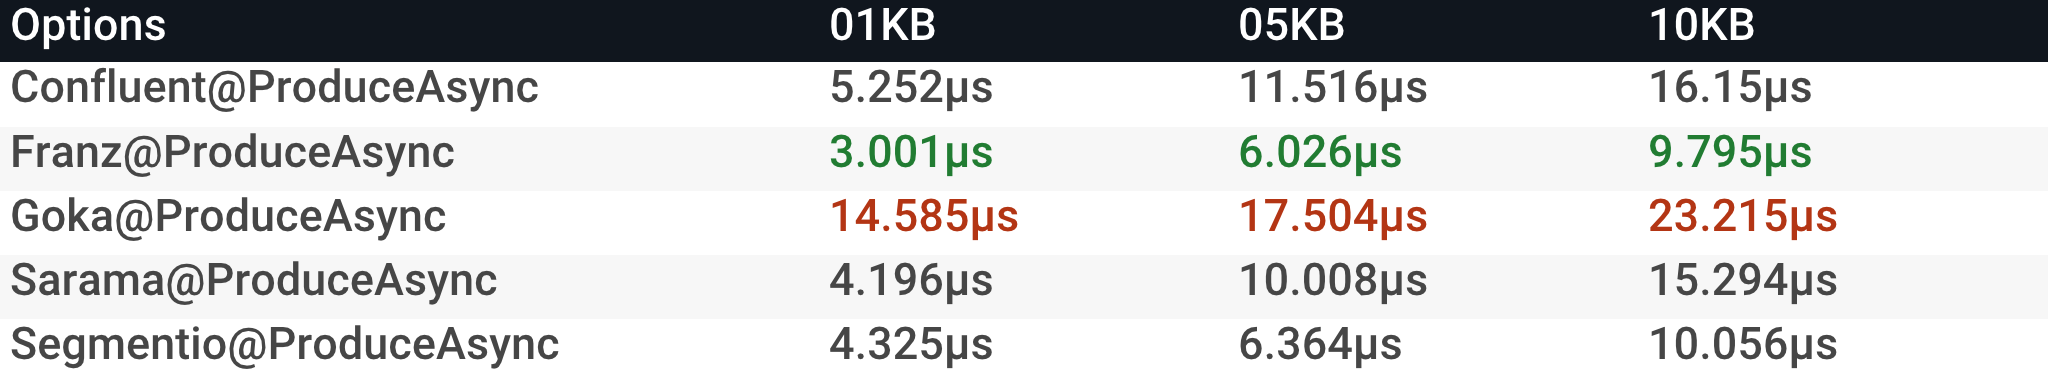 Options 01KB 05KB 10KB
Confluent@ProduceAsync 5.252µs 11.516µs 16.15µs
Franz@ProduceAsync 3.001µs 6.026µs 9.795µs
Goka@ProduceAsync 14.585µs 17.504µs 23.215µs
Sarama@ProduceAsync 4.196µs 10.008µs 15.294µs
Segmentio@ProduceAsync 4.325µs 6.364µs 10.056µs